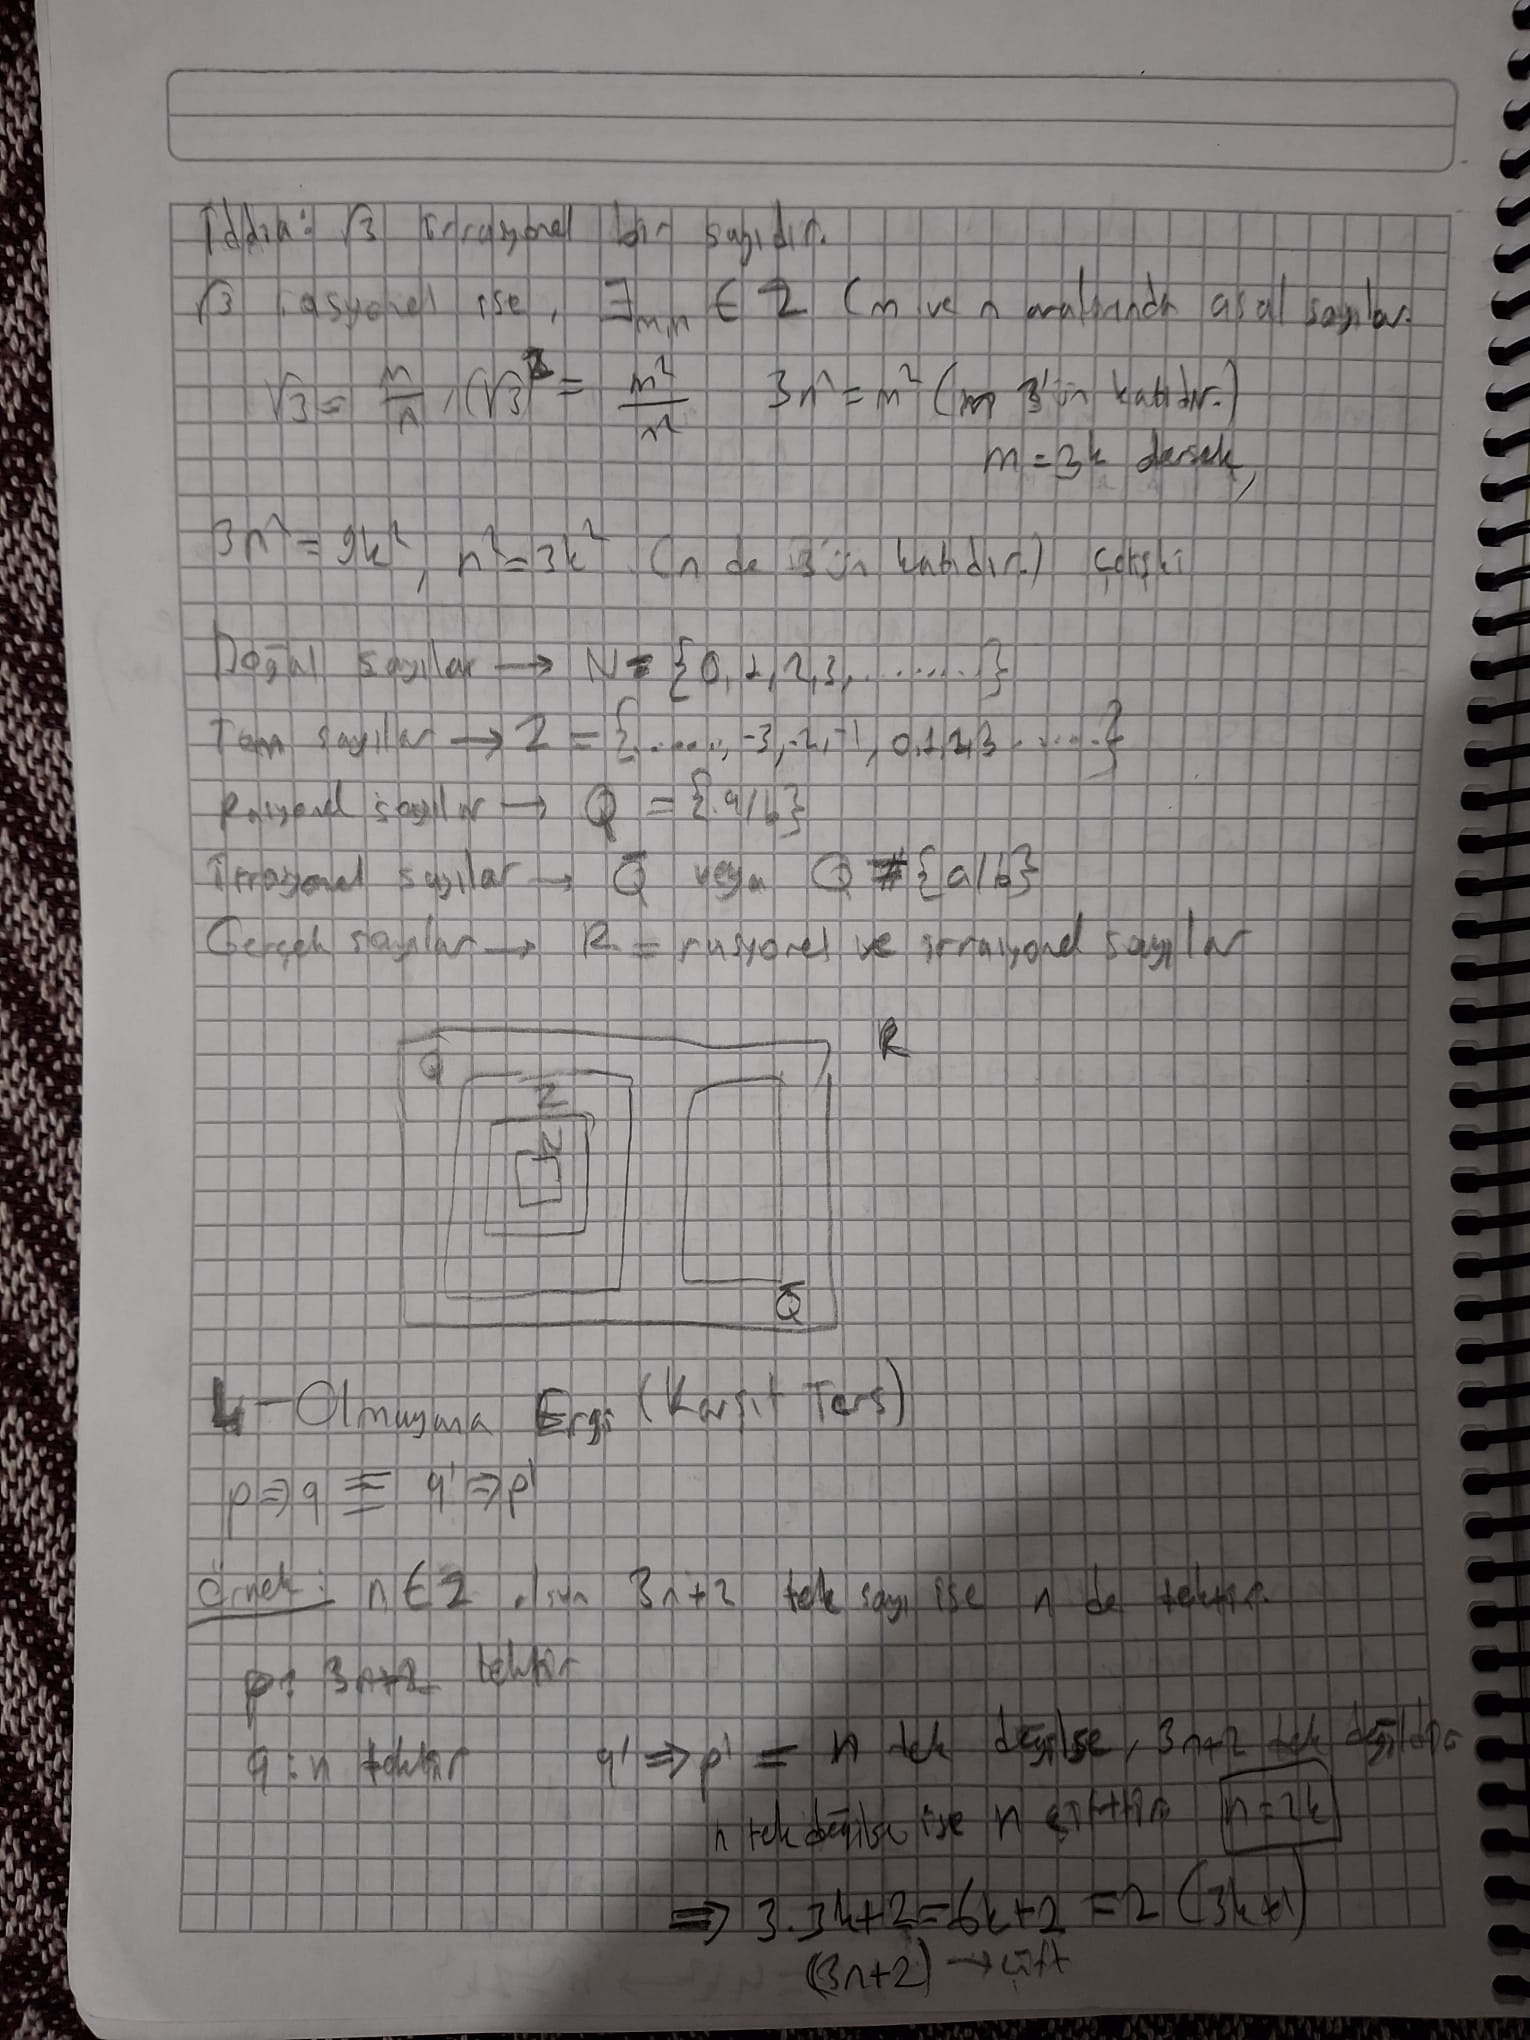 İddia: √3 irrasyonel bir sayıdır.
√3 rasyonel ise, ∃m,n ∈ Z (m ve n aralarında asal sayılar.
√3 = m/n, (√3)² = m²/n² 3n² = m² (m 3'ün katıdır.)
m = 3k dersek,
3n² = 9k², n² = 3k² (n de 3'ün katıdır.) çelişki
Doğal sayılar → N = {0, 1, 2, 3, ..........}
Tam sayılar → Z = {......, -3, -2, -1, 0, 1, 2, 3 .......}
Rasyonel sayılar → Q = {a/b}
İrrasyonel sayılar → Q̄ veya Q ≠ {a/b}
Gerçek sayılar → R = rasyonel ve irrasyonel sayılar
R
Q
Z
N
Q̄
4- Olmayana Ergi (Karşıt Ters)
p ⇒ q ≡ q' ⇒ p'
Örnek: n ∈ Z olsun 3n+2 tek sayı ise n de tektir.
p: 3n+2 tektir
q: n tektir q' ⇒ p' = n tek değilse, 3n+2 tek değildir
n tek değilse ise n çifttir n = 2k
⇒ 3.3k+2 = 6k+2 = 2(3k+1)
(3n+2) → çift